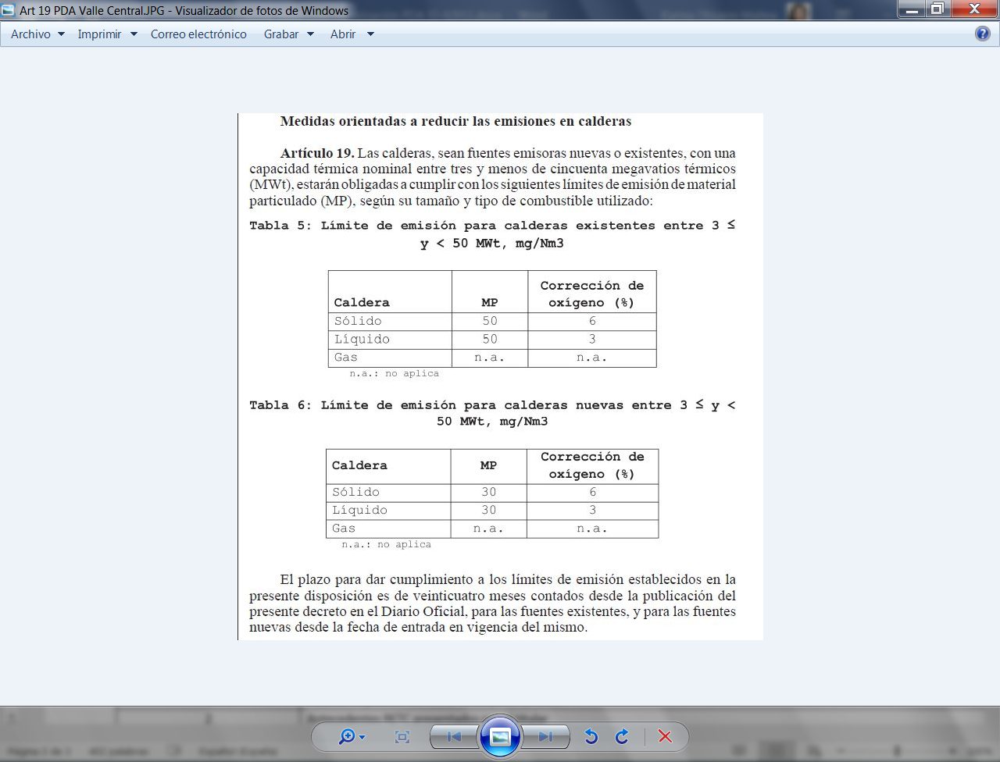 Art 19 PDA Valle Central.JPG - Visualizador de fotos de Windows
Archivo Imprimir Correo electrónico Grabar Abrir
Medidas orientadas a reducir las emisiones en calderas
Artículo 19. Las calderas, sean fuentes emisoras nuevas o existentes, con una
capacidad térmica nominal entre tres y menos de cincuenta megavatios térmicos
(MWt), estarán obligadas a cumplir con los siguientes límites de emisión de material
particulado (MP), según su tamaño y tipo de combustible utilizado:
Tabla 5: Límite de emisión para calderas existentes entre 3 ≤
y < 50 MWt, mg/Nm3
Caldera MP Corrección de
oxígeno (%)
Sólido 50 6
Líquido 50 3
Gas n.a. n.a.
n.a.: no aplica
Tabla 6: Límite de emisión para calderas nuevas entre 3 ≤ y <
50 MWt, mg/Nm3
Caldera MP Corrección de
oxígeno (%)
Sólido 30 6
Líquido 30 3
Gas n.a. n.a.
n.a.: no aplica
El plazo para dar cumplimiento a los límites de emisión establecidos en la
presente disposición es de veinticuatro meses contados desde la publicación del
presente decreto en el Diario Oficial, para las fuentes existentes, y para las fuentes
nuevas desde la fecha de entrada en vigencia del mismo.